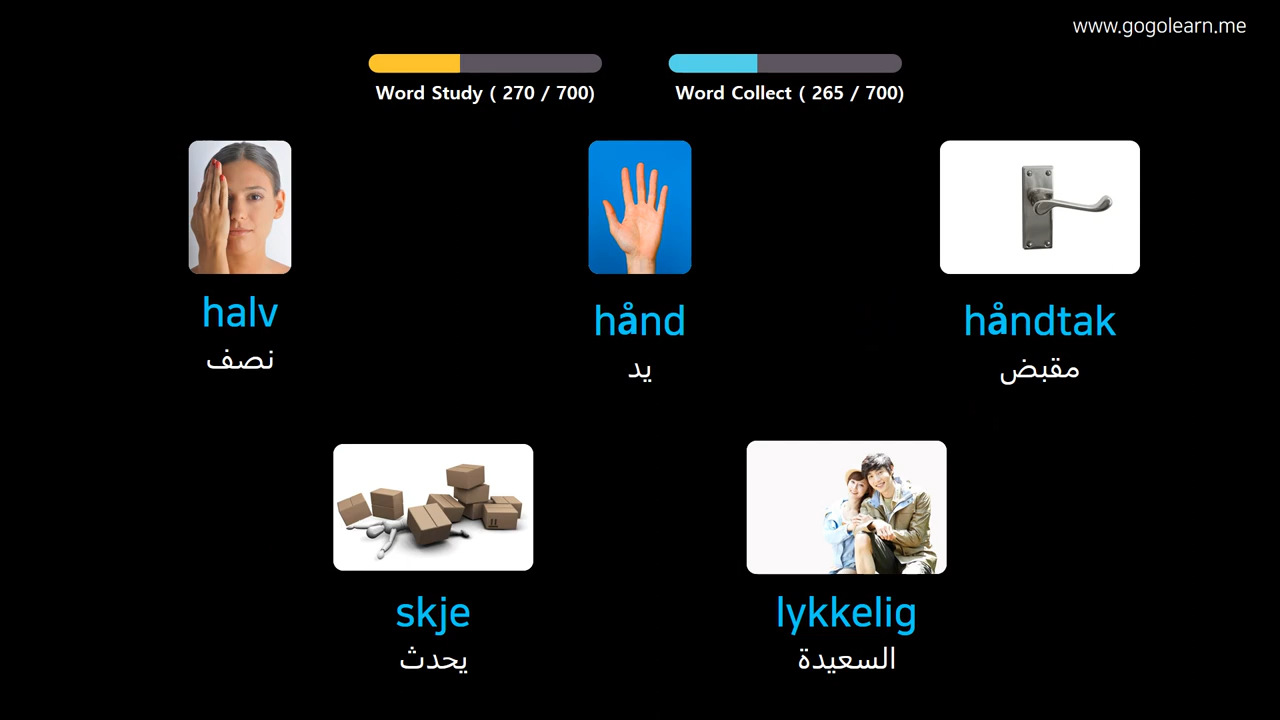 www.gogolearn.me
Word Study ( 270 / 700)
Word Collect ( 265 / 700)
halv
نصف
hånd
يد
håndtak
مقبض
skje
يحدث
lykkelig
السعيدة